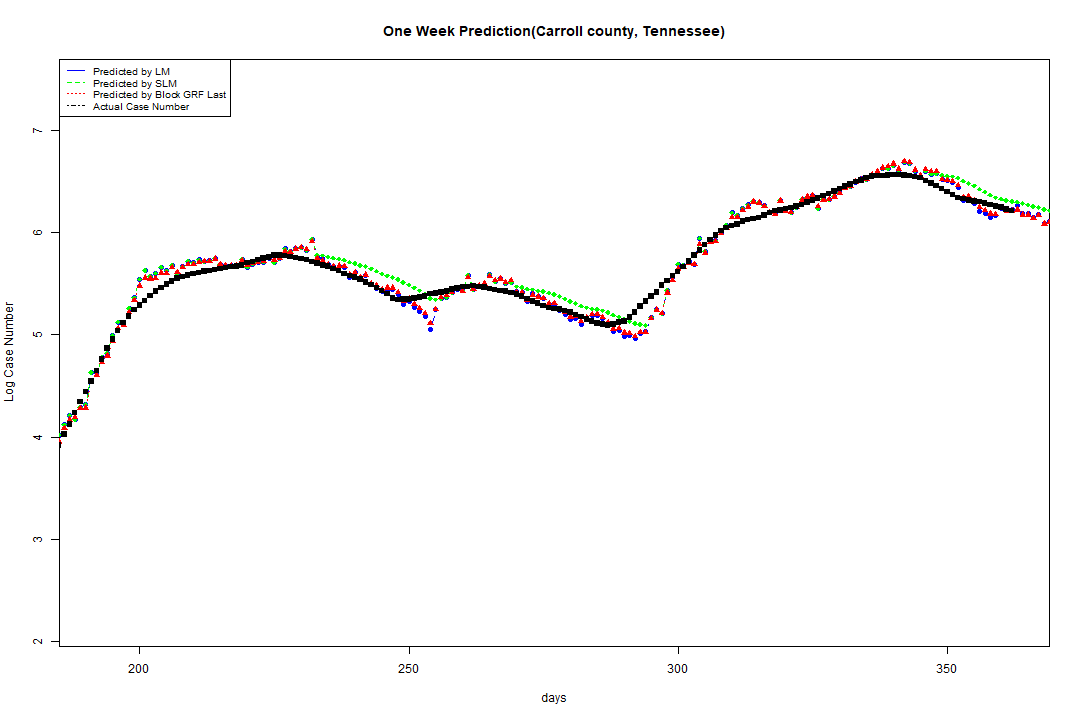 One Week Prediction(Carroll county, Tennessee)
Predicted by LM
Predicted by SLM
Predicted by Block GRF Last
Actual Case Number
7
6
5
4
3
2
Log Case Number
200 250 300 350
days